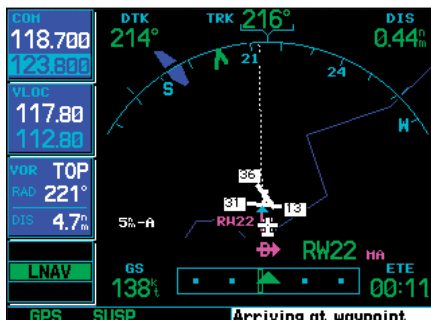 COM
118.700
123.800
VLOC
117.80
112.80
VOR TOP
RAD 221°
DIS 4.7nm
LNAV
GPS SUSP
DTK
214°
TRK 216°
DIS
0.44nm
21
24
S
W
36
31
13
RW22
5nm-A
RW22 MA
GS
138kt
ETE
00:11
Arriving at waypoint